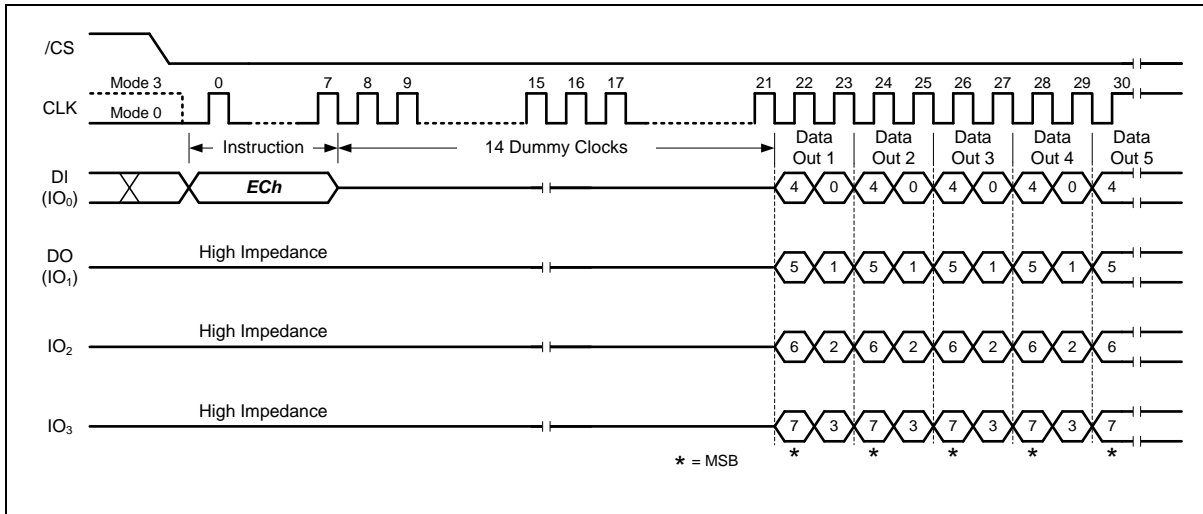 /CS
Mode 3 0 7 8 9 15 16 17 21 22 23 24 25 26 27 28 29 30
CLK
Mode 0
Instruction 14 Dummy Clocks Data Out 1 Data Out 2 Data Out 3 Data Out 4 Data Out 5
DI
(IO₀) ECh 4 0 4 0 4 0 4 0 4
High Impedance
DO
(IO₁) 5 1 5 1 5 1 5 1 5
High Impedance
IO₂ 6 2 6 2 6 2 6 2 6
High Impedance
IO₃ 7 3 7 3 7 3 7 3 7
* = MSB * * * * *